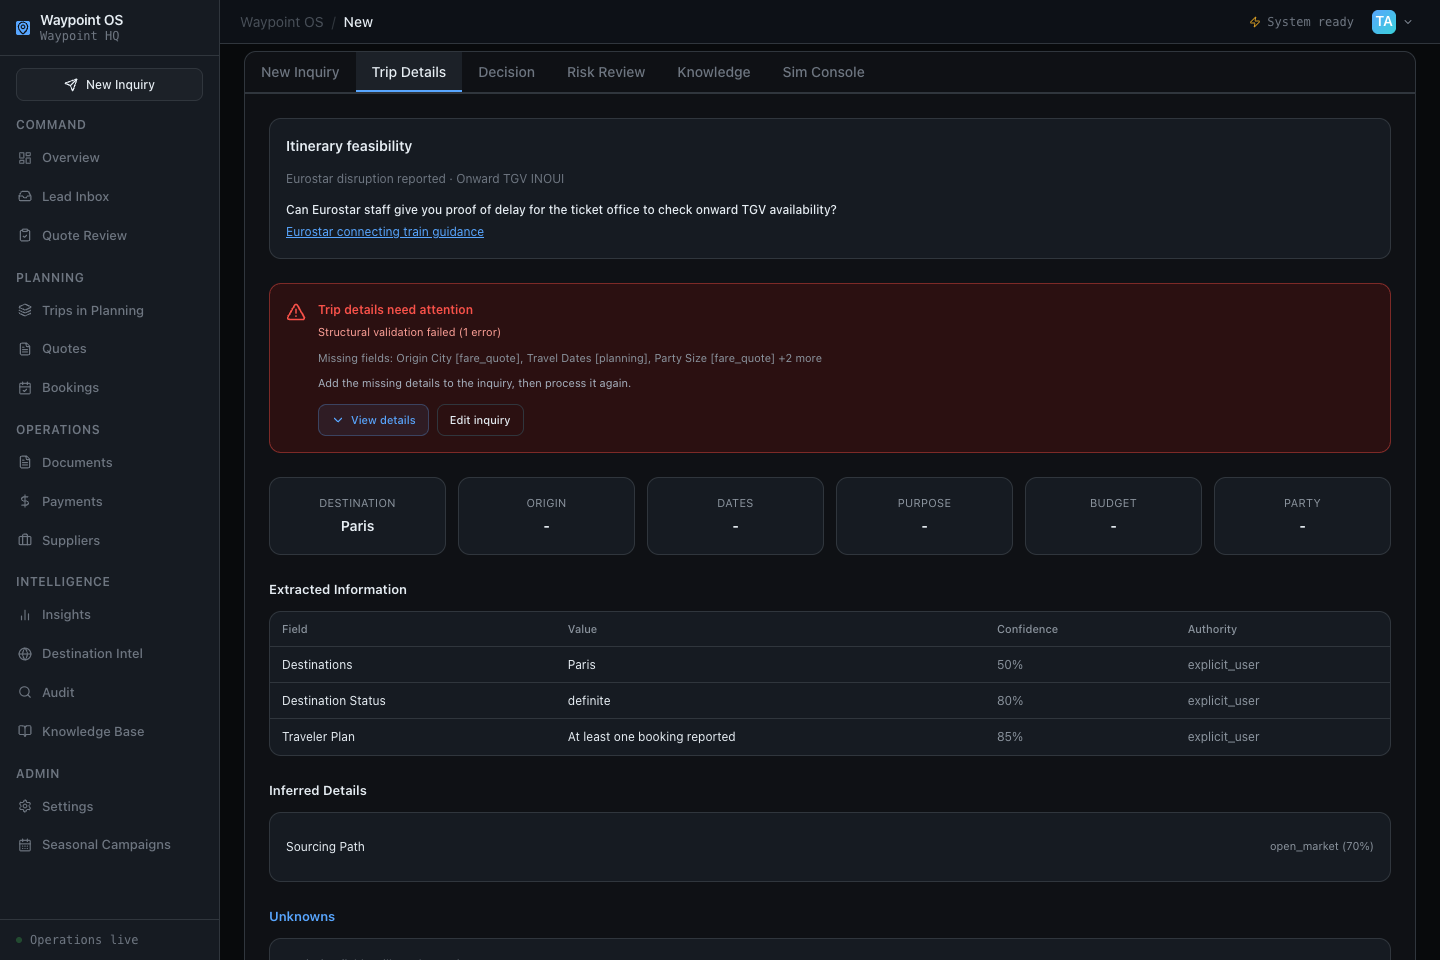 Waypoint OS
Waypoint HQ
New Inquiry
COMMAND
Overview
Lead Inbox
Quote Review
PLANNING
Trips in Planning
Quotes
Bookings
OPERATIONS
Documents
Payments
Suppliers
INTELLIGENCE
Insights
Destination Intel
Audit
Knowledge Base
ADMIN
Settings
Seasonal Campaigns
Operations live
Waypoint OS / New
System ready TA
New Inquiry Trip Details Decision Risk Review Knowledge Sim Console
Itinerary feasibility
Eurostar disruption reported · Onward TGV INOUI
Can Eurostar staff give you proof of delay for the ticket office to check onward TGV availability?
Eurostar connecting train guidance
Trip details need attention
Structural validation failed (1 error)
Missing fields: Origin City [fare_quote], Travel Dates [planning], Party Size [fare_quote] +2 more
Add the missing details to the inquiry, then process it again.
View details Edit inquiry
DESTINATION ORIGIN DATES PURPOSE BUDGET PARTY
Paris - - - - -
Extracted Information
Field Value Confidence Authority
Destinations Paris 50% explicit_user
Destination Status definite 80% explicit_user
Traveler Plan At least one booking reported 85% explicit_user
Inferred Details
Sourcing Path open_market (70%)
Unknowns